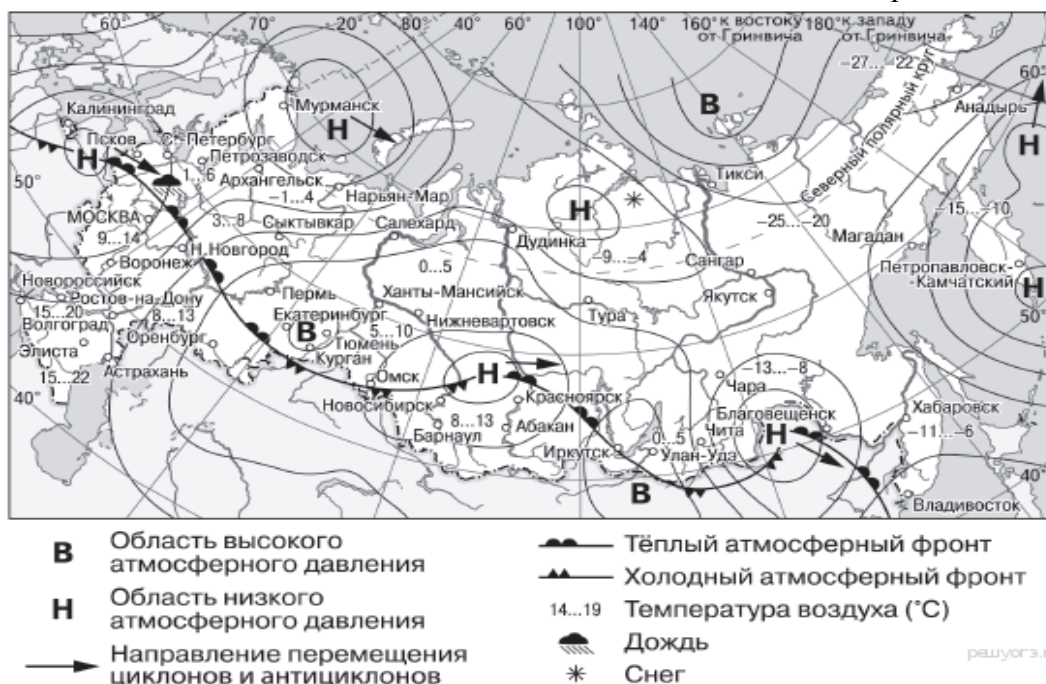 60°
70°
20°
80°
60°
100°
140°
к востоку
от Гринвича
180°
к западу
от Гринвича
160°
−27...−22°
Северный полярный круг
60°
Анадырь
Калининград
Мурманск
В
Н
Н
Псков
С.-Петербург
Петрозаводск
1...6
Архангельск
−1...4
Нарьян-Мар
Тикси
Н
50°
МОСКВА
9...14
3...8
Сыктывкар
Салехард
Н
Дудинка
−9...−4
−25...−20
−15...−10
Магадан
Н.Новгород
Воронеж
0...5
Сангар
Петропавловск-
-Камчатский
Н
Новороссийск
Ростов-на-Дону
15...20
8...13
Волгоград
Пермь
Екатеринбург
В
Ханты-Мансийск
Нижневартовск
5...10
Тюмень
Курган
Тура
Якутск
50°
Элиста
15...22
Оренбург
Астрахань
Омск
Н
Новосибирск
Красноярск
Чара
−13...−8
Благовещенск
Хабаровск
−11...−6
40°
8...13
Барнаул
Абакан
Иркутск
0...5
Чита
Улан-Удэ
Н
В
40°
Владивосток
В Область высокого
атмосферного давления
Н Область низкого
атмосферного давления
Направление перемещения
циклонов и антициклонов
Тёплый атмосферный фронт
Холодный атмосферный фронт
14...19 Температура воздуха (°С)
Дождь
Снег